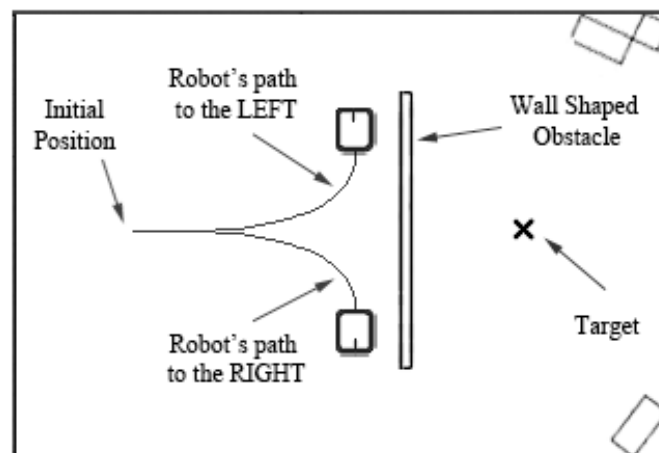 Robot's path
to the LEFT
Initial
Position
Wall Shaped
Obstacle
Target
Robot's path
to the RIGHT